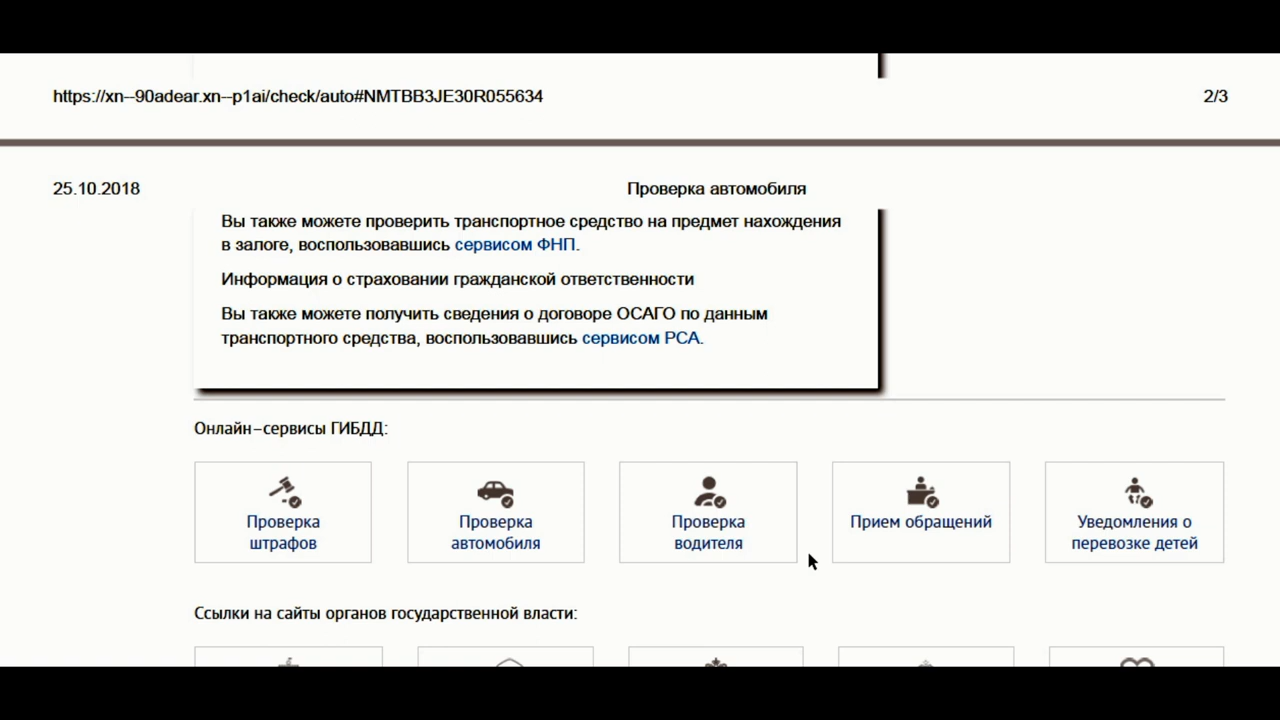 https://xn--90adear.xn--p1ai/check/auto#NMTBB3JE30R055634
2/3
25.10.2018
Проверка автомобиля
Вы также можете проверить транспортное средство на предмет нахождения
в залоге, воспользовавшись сервисом ФНП.
Информация о страховании гражданской ответственности
Вы также можете получить сведения о договоре ОСАГО по данным
транспортного средства, воспользовавшись сервисом РСА.
Онлайн–сервисы ГИБДД:
Проверка
штрафов
Проверка
автомобиля
Проверка
водителя
Прием обращений
Уведомления о
перевозке детей
Ссылки на сайты органов государственной власти: